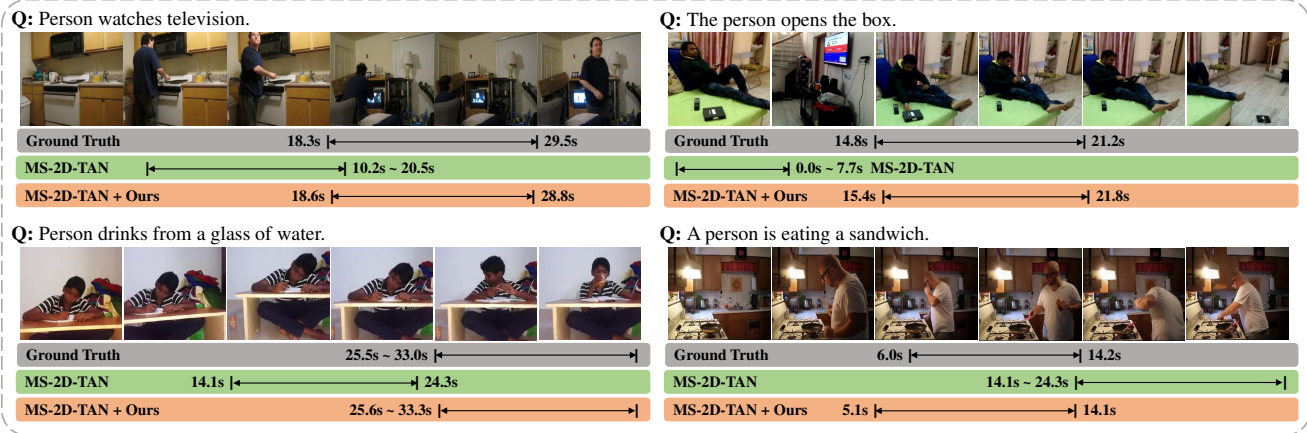 Q: Person watches television.
Ground Truth 18.3s 29.5s
MS-2D-TAN 10.2s ~ 20.5s
MS-2D-TAN + Ours 18.6s 28.8s
Q: The person opens the box.
Ground Truth 14.8s 21.2s
0.0s ~ 7.7s MS-2D-TAN
MS-2D-TAN + Ours 15.4s 21.8s
Q: Person drinks from a glass of water.
Ground Truth 25.5s ~ 33.0s
MS-2D-TAN 14.1s 24.3s
MS-2D-TAN + Ours 25.6s ~ 33.3s
Q: A person is eating a sandwich.
Ground Truth 6.0s 14.2s
MS-2D-TAN 14.1s ~ 24.3s
MS-2D-TAN + Ours 5.1s 14.1s